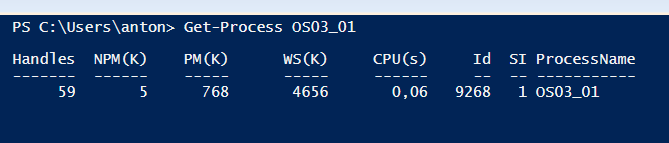 PS C:\Users\anton> Get-Process OS03_01
Handles  NPM(K)    PM(K)      WS(K)     CPU(s)     Id  SI ProcessName
-------  ------    -----      -----     ------     --  -- -----------
     59       5      768       4656       0,06   9268   1 OS03_01